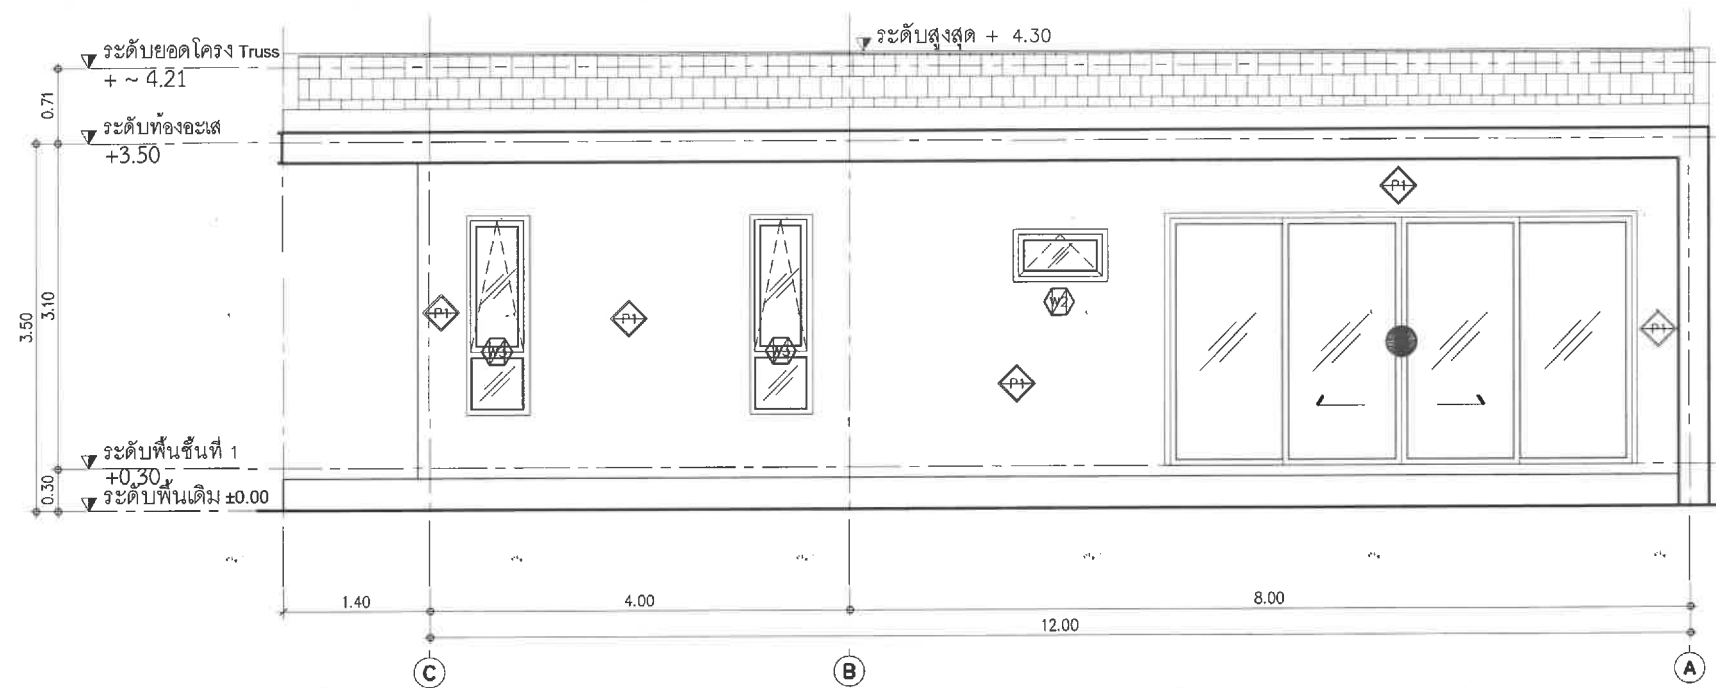 ระดับสูงสุด + 4.30
ระดับยอดโครง Truss
+ ~ 4.21
0.71
ระดับท้องอะเส
+3.50
P1
W2
P1
P1
P1
W3
W3
P1
3.50
3.10
ระดับพื้นชั้นที่ 1
+0.30
0.30
ระดับพื้นเดิม ±0.00
1.40
4.00
8.00
12.00
C
B
A